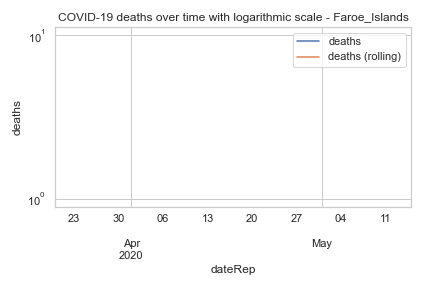 COVID-19 deaths over time with logarithmic scale - Faroe_Islands
deaths
deaths (rolling)
10¹
deaths
10⁰
23 30 06 13 20 27 04 11
Apr May
2020
dateRep